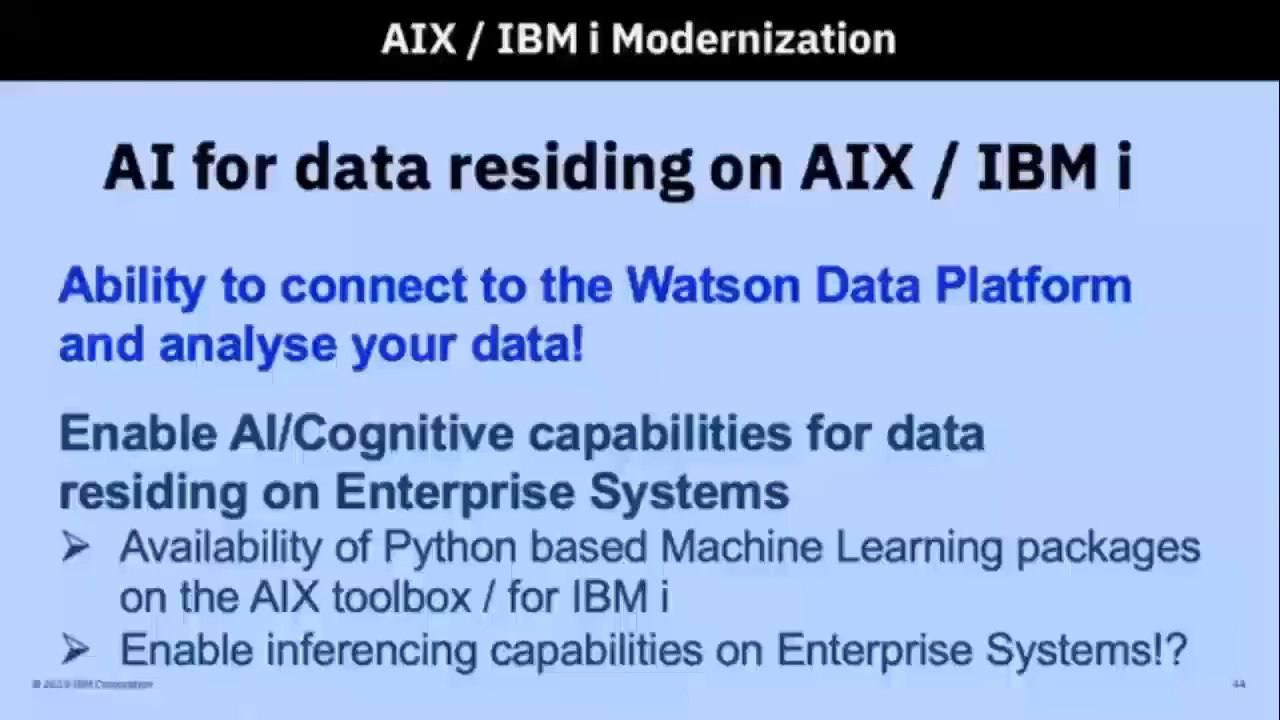 AIX / IBM i Modernization
AI for data residing on AIX / IBM i
Ability to connect to the Watson Data Platform
and analyse your data!
Enable AI/Cognitive capabilities for data
residing on Enterprise Systems
➢ Availability of Python based Machine Learning packages
on the AIX toolbox / for IBM i
➢ Enable inferencing capabilities on Enterprise Systems!?
© IBM Corporation